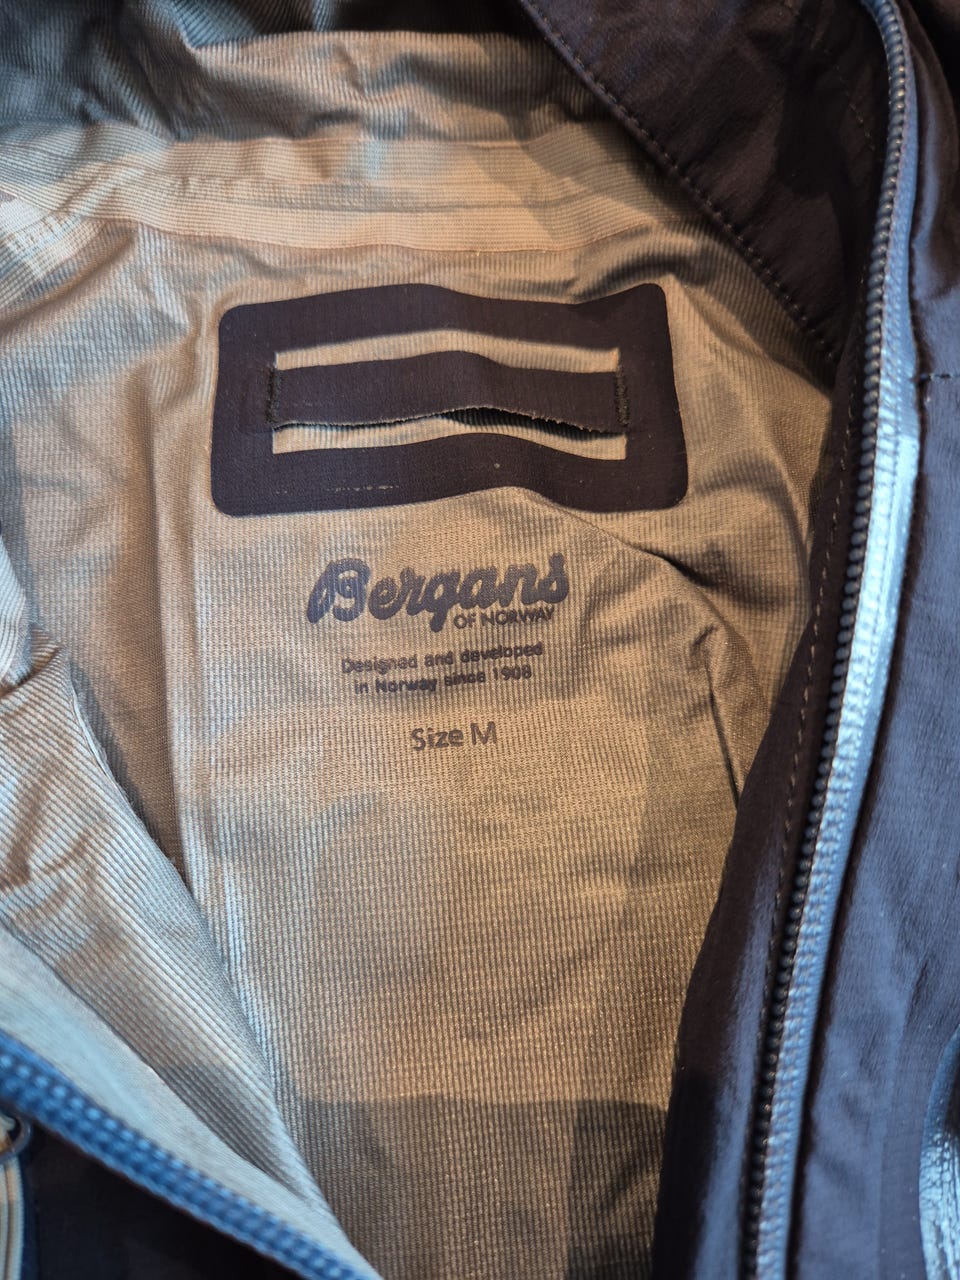 Bergans
OF NORWAY
Designed and developed
in Norway since 1908
Size M